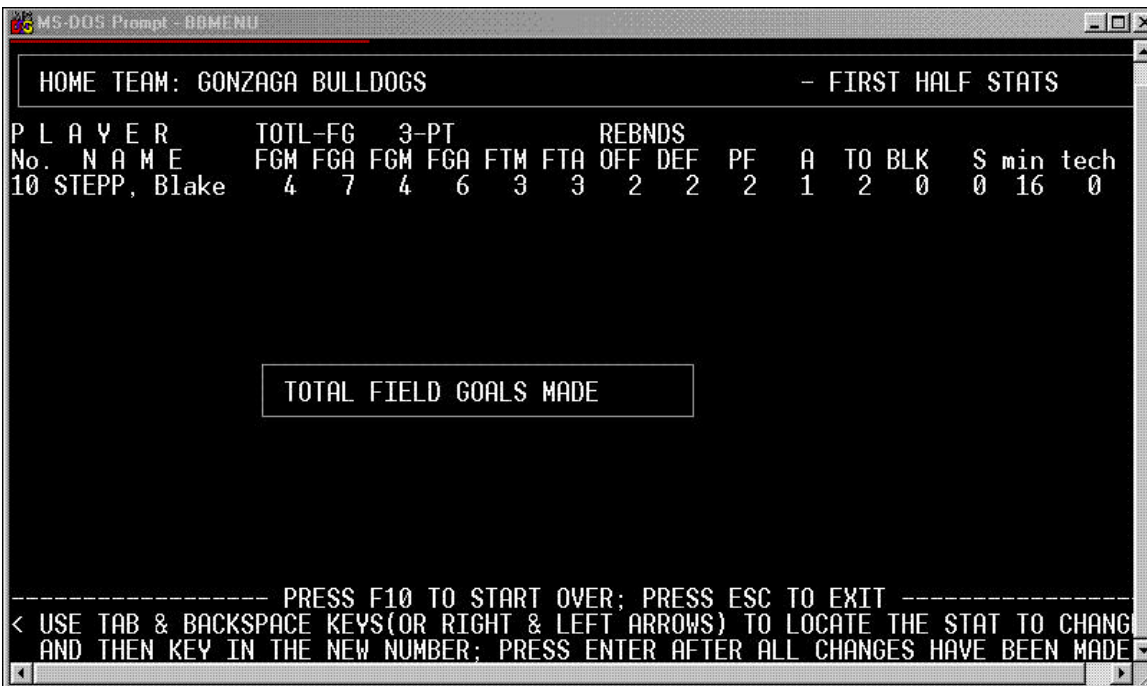 MS-DOS Prompt - BBMENU
HOME TEAM: GONZAGA BULLDOGS - FIRST HALF STATS
P L A Y E R TOTL-FG 3-PT REBNDS
No. N A M E FGM FGA FGM FGA FTM FTA OFF DEF PF A TO BLK S min tech
10 STEPP, Blake 4 7 4 6 3 3 2 2 2 1 2 0 0 16 0
TOTAL FIELD GOALS MADE
------------------- PRESS F10 TO START OVER; PRESS ESC TO EXIT -----------------
< USE TAB & BACKSPACE KEYS(OR RIGHT & LEFT ARROWS) TO LOCATE THE STAT TO CHANG
AND THEN KEY IN THE NEW NUMBER; PRESS ENTER AFTER ALL CHANGES HAVE BEEN MADE